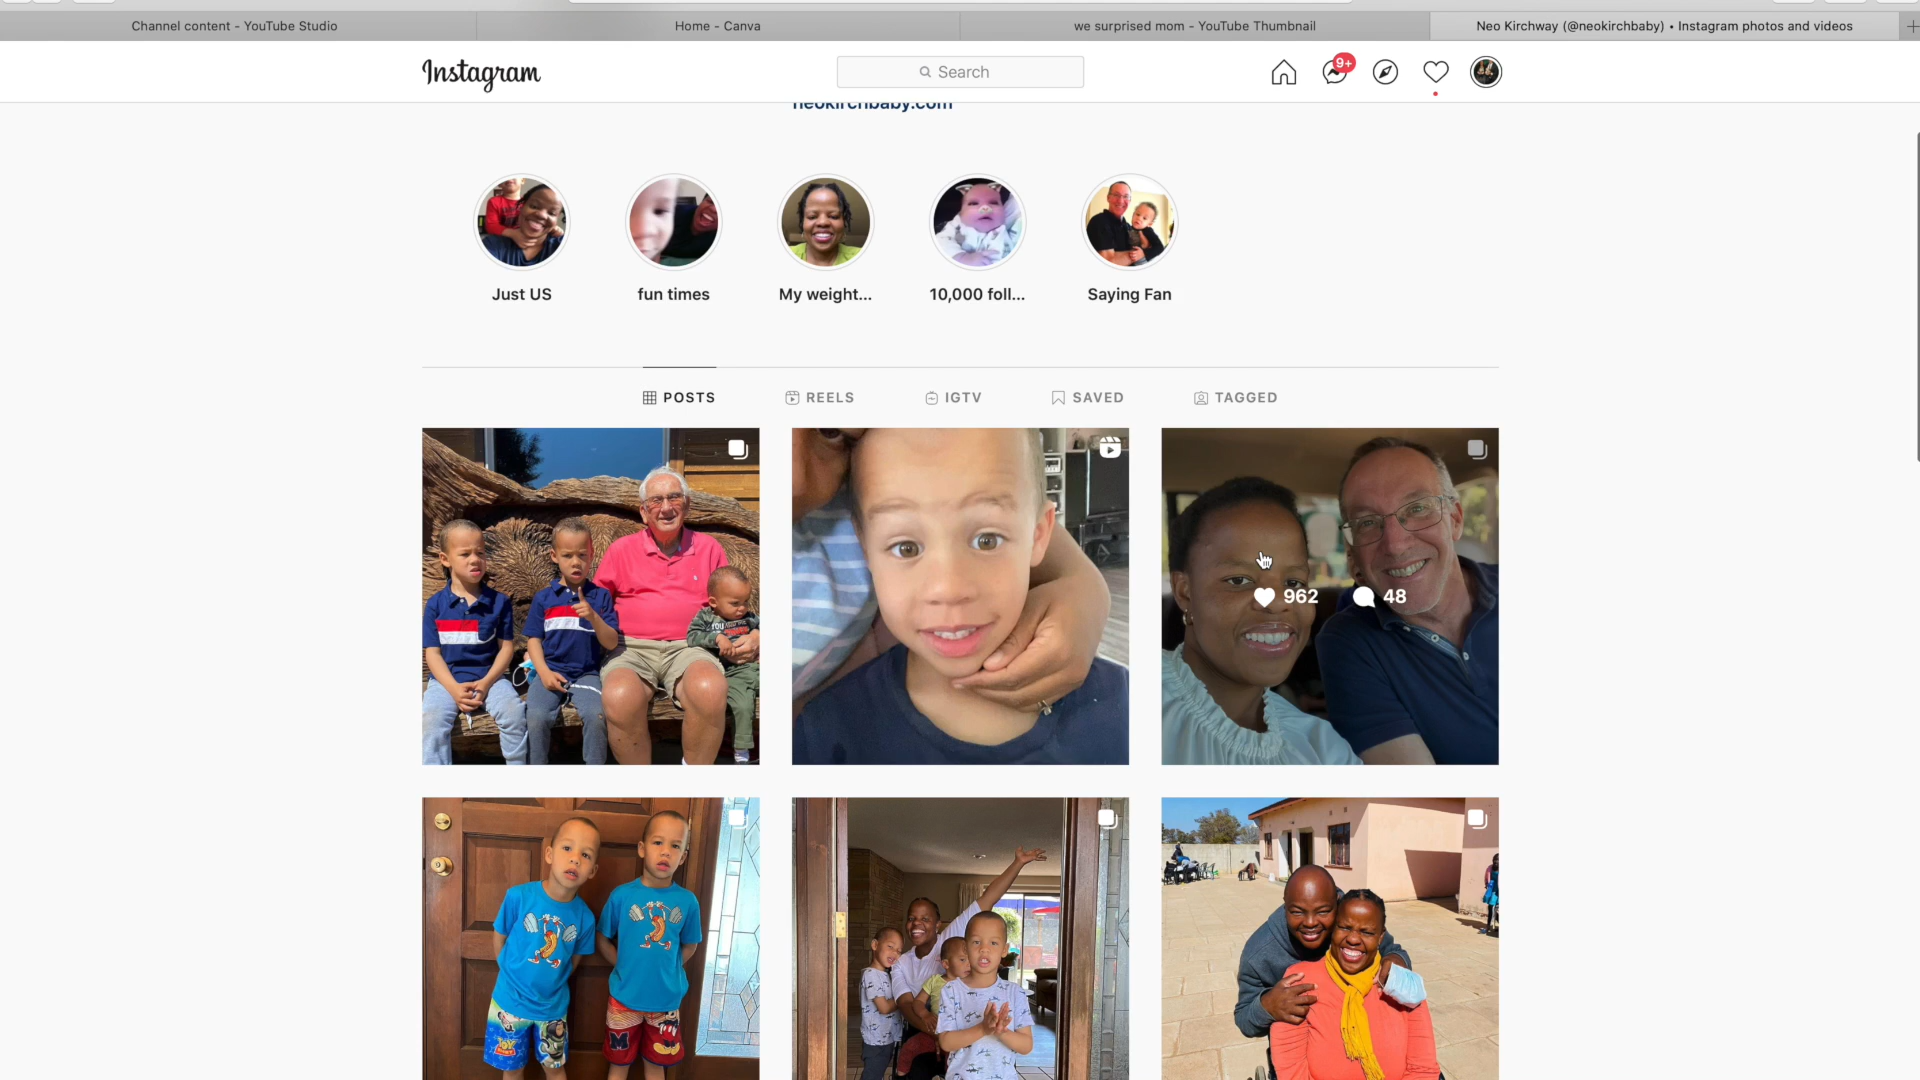 Channel content - YouTube Studio
Home - Canva
we surprised mom - YouTube Thumbnail
Neo Kirchway (@neokirchbaby) • Instagram photos and videos
Instagram
Search
9+
neokirchbaby.com
Just US
fun times
My weight...
10,000 foll...
Saying Fan
POSTS
REELS
IGTV
SAVED
TAGGED
962
48